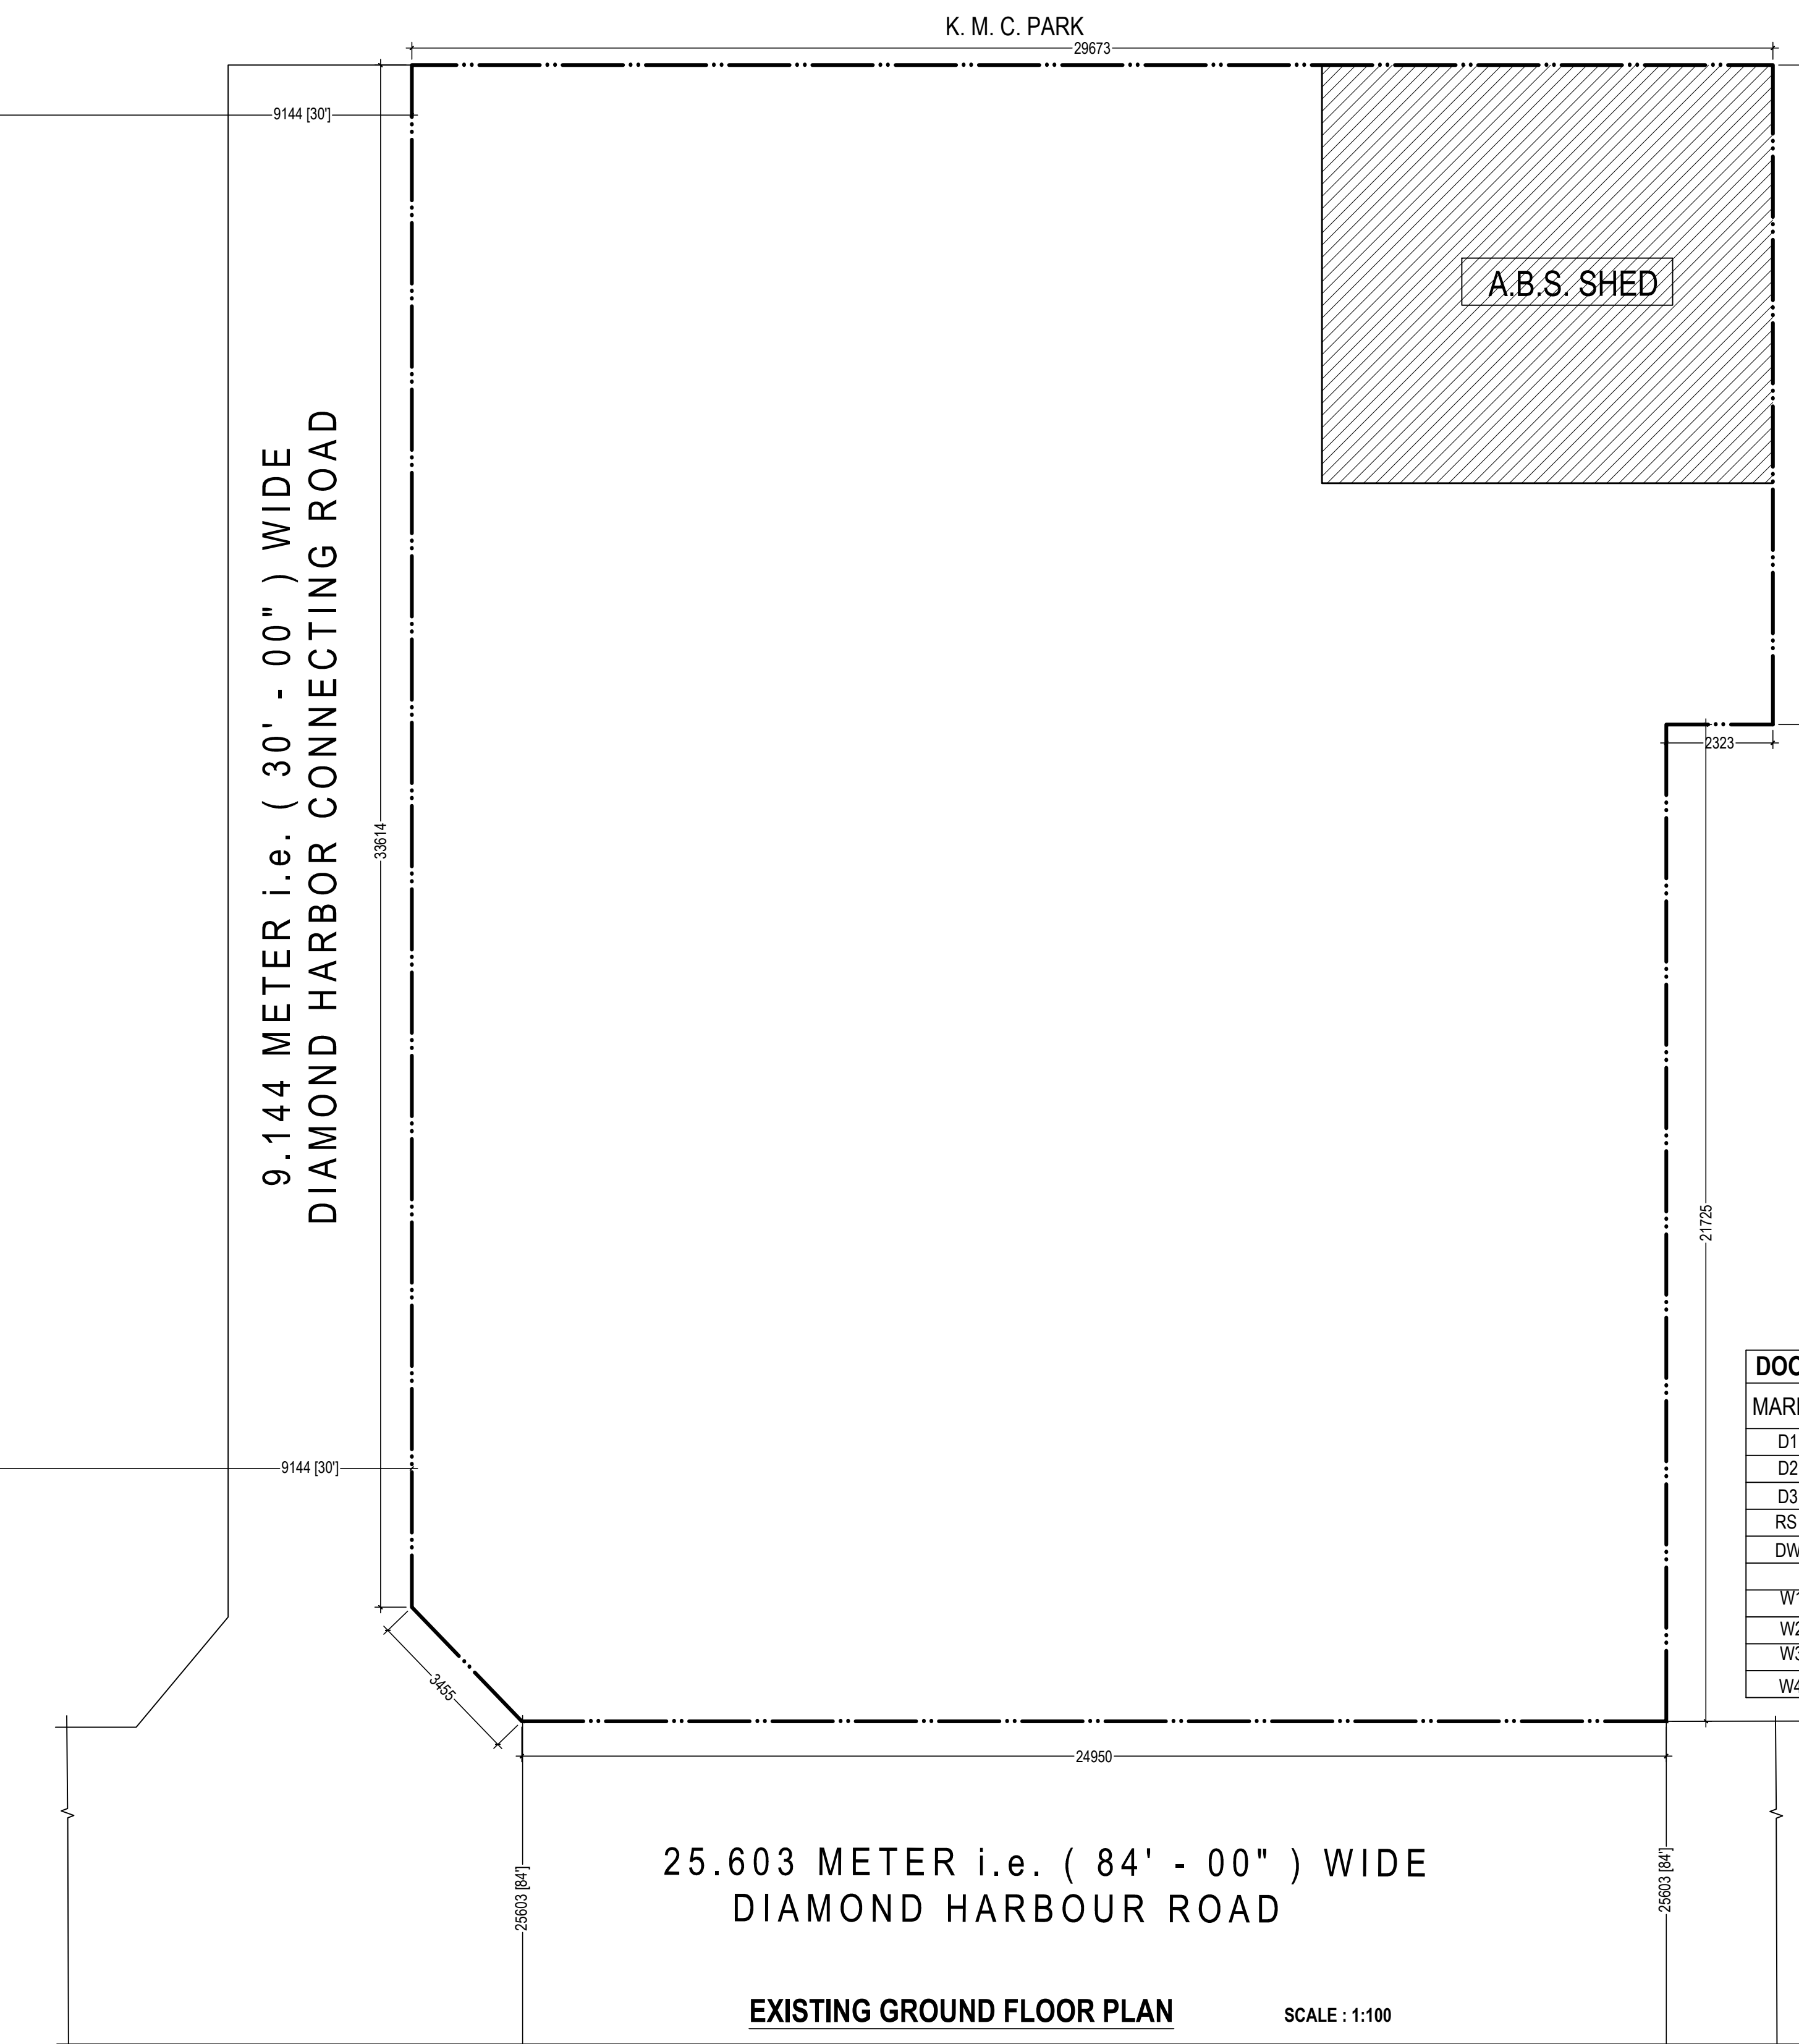 K. M. C. PARK
29673
9144 [30']
A.B.S. SHED
9.144 METER i.e. ( 30' - 00" ) WIDE
DIAMOND HARBOR CONNECTING ROAD
33614
2323
21725
9144 [30']
3455
24950
D1
D2
D3
RS
W4
25.603 METER i.e. ( 84' - 00" ) WIDE
DIAMOND HARBOUR ROAD
25603 [84']
25603 [84']
EXISTING GROUND FLOOR PLAN
SCALE : 1:100